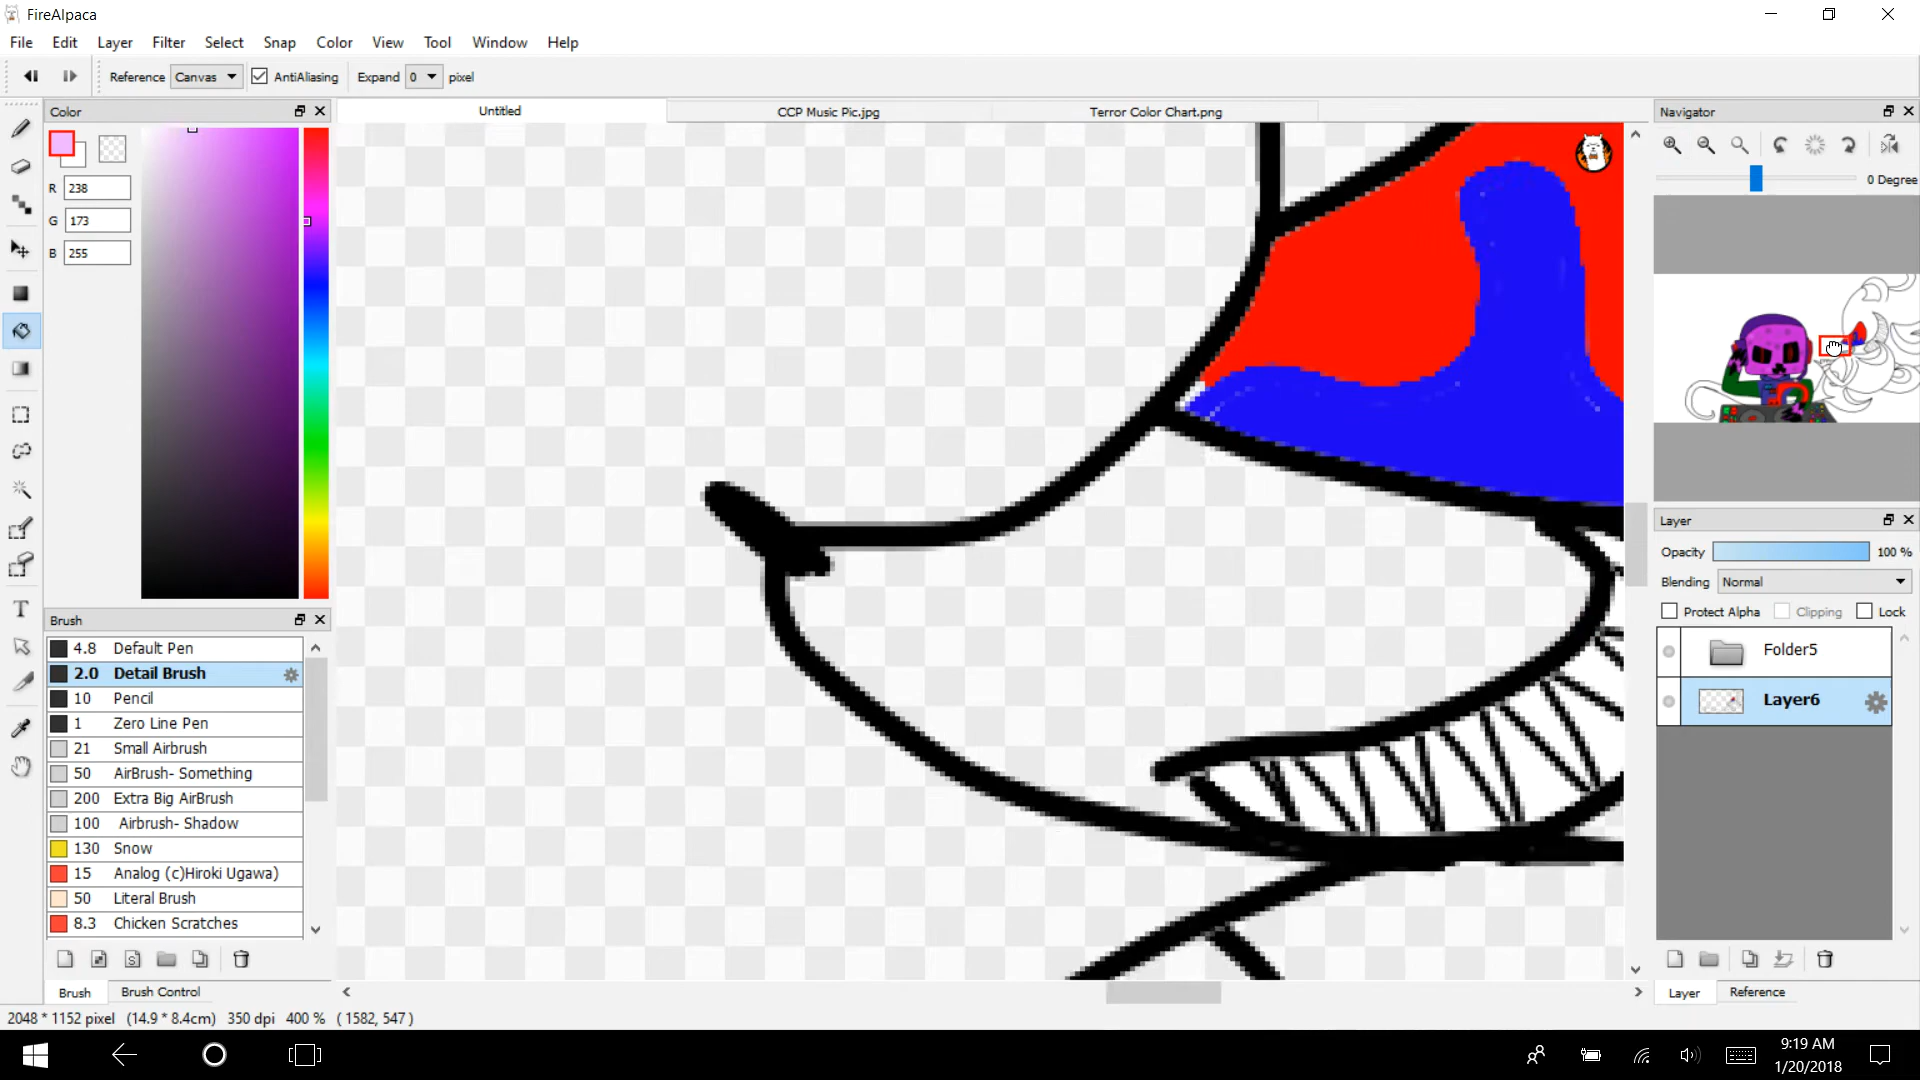 FireAlpaca
File Edit Layer Filter Select Snap Color View Tool Window Help
Reference Canvas AntiAliasing Expand 0 pixel
Color
Untitled CCP Music Pic.jpg Terror Color Chart.png
Navigator
R 238
G 173
B 255
0 Degree
Layer
Opacity 100 %
Blending Normal
Protect Alpha Clipping Lock
Folder5
Layer6
Brush
4.8 Default Pen
2.0 Detail Brush
10 Pencil
1 Zero Line Pen
21 Small Airbrush
50 AirBrush- Something
200 Extra Big AirBrush
100 Airbrush- Shadow
130 Snow
15 Analog (c)Hiroki Ugawa)
50 Literal Brush
8.3 Chicken Scratches
Brush Brush Control
Layer Reference
2048 * 1152 pixel (14.9 * 8.4cm) 350 dpi 400 % ( 1582, 547 )
9:19 AM
1/20/2018